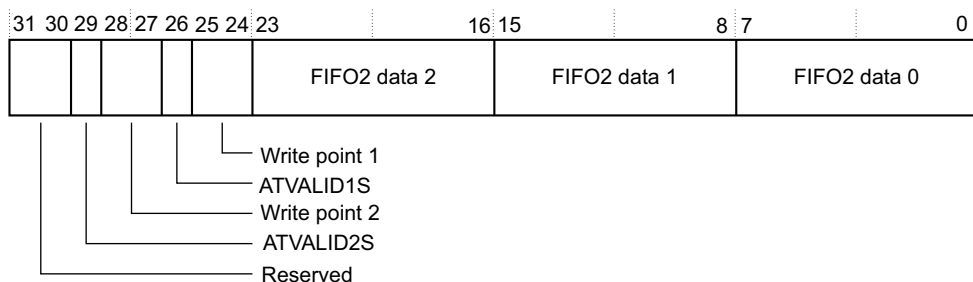 31 30 29 28 27 26 25 24 23 16 15 8 7 0
FIFO2 data 2 FIFO2 data 1 FIFO2 data 0
Write point 1
ATVALID1S
Write point 2
ATVALID2S
Reserved